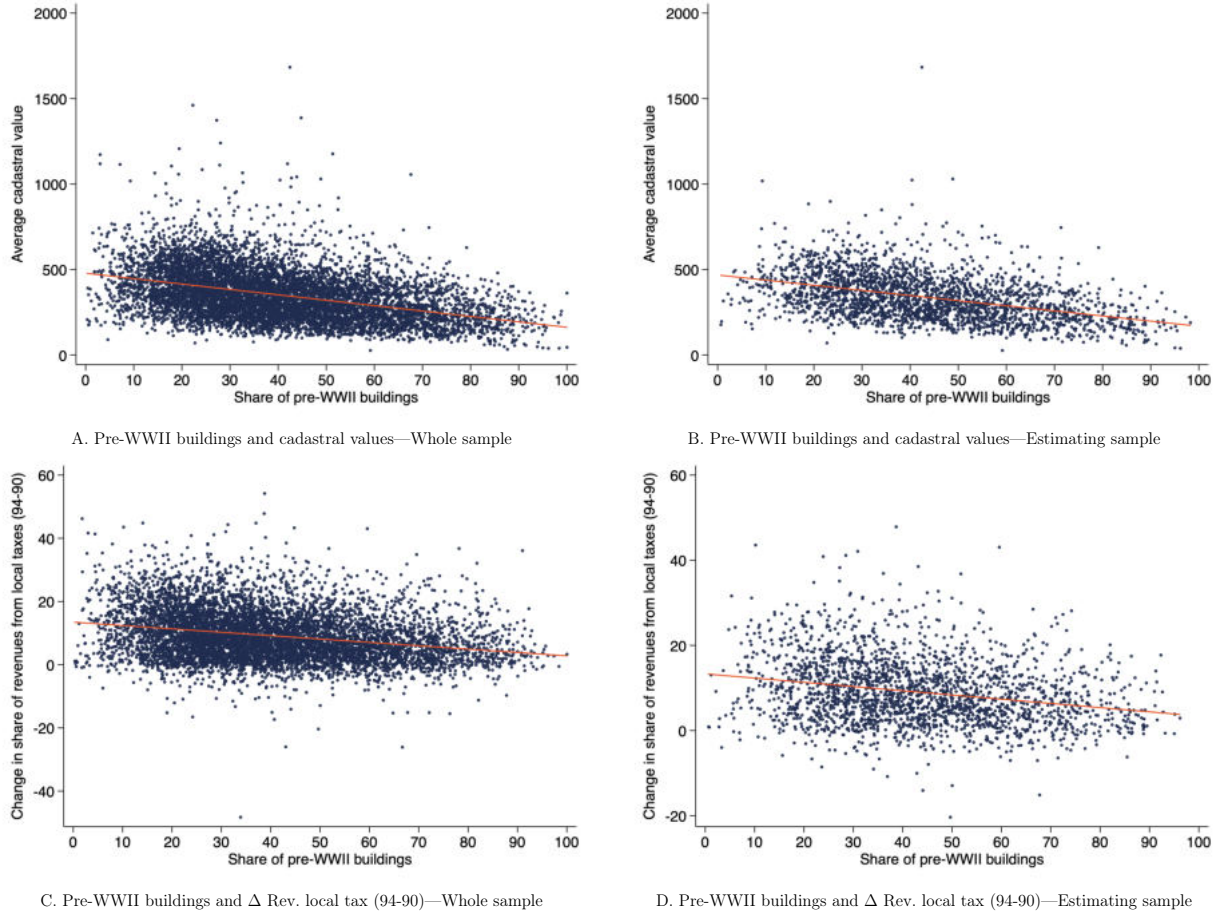 2000
1500
1000
500
0
Average cadastral value
0 10 20 30 40 50 60 70 80 90 100
Share of pre-WWII buildings
A. Pre-WWII buildings and cadastral values—Whole sample
2000
1500
1000
500
0
Average cadastral value
0 10 20 30 40 50 60 70 80 90 100
Share of pre-WWII buildings
B. Pre-WWII buildings and cadastral values—Estimating sample
60
40
20
0
-20
-40
Change in share of revenues from local taxes (94-90)
0 10 20 30 40 50 60 70 80 90 100
Share of pre-WWII buildings
C. Pre-WWII buildings and Δ Rev. local tax (94-90)—Whole sample
60
40
20
0
-20
Change in share of revenues from local taxes (94-90)
0 10 20 30 40 50 60 70 80 90 100
Share of pre-WWII buildings
D. Pre-WWII buildings and Δ Rev. local tax (94-90)—Estimating sample